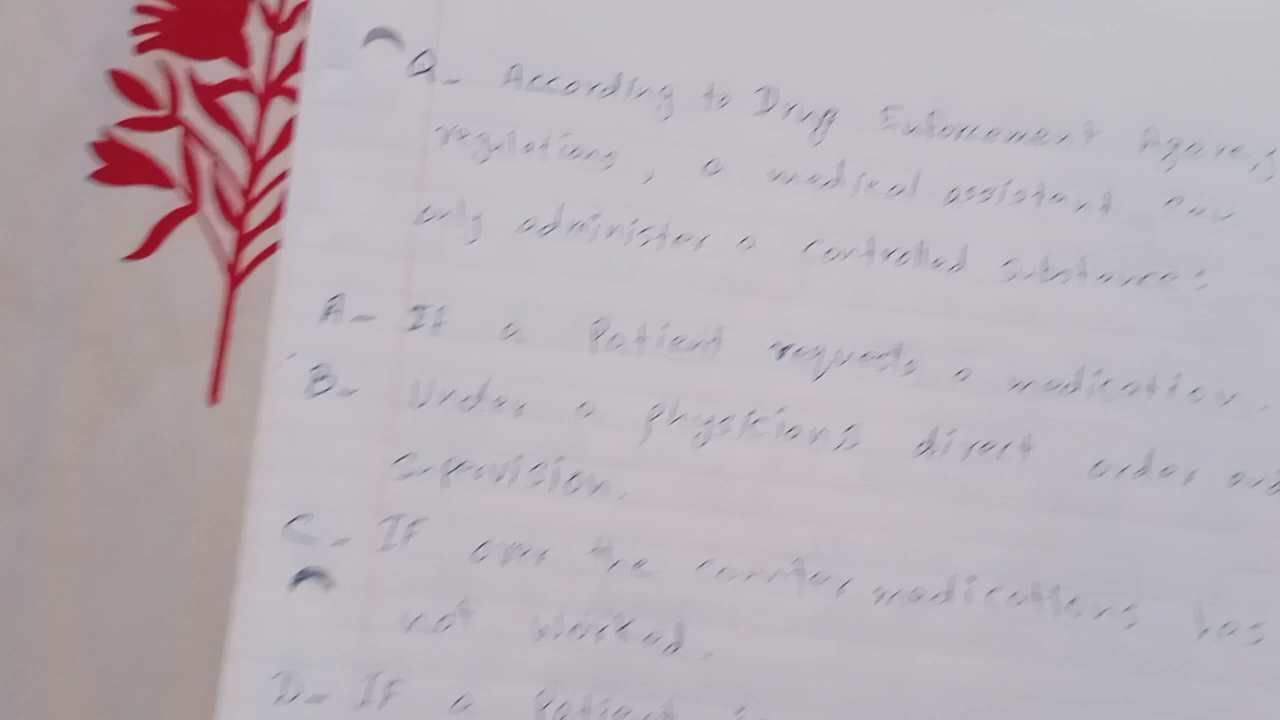 Q- According to Drug Enforcement Agency
regulations, a medical assistant can
only administer a controlled substance:
A- If a Patient requests a medication.
B- Under a physicians direct order and
supervision.
C- IF over the counter medications has
not worked.
D- IF a Patient